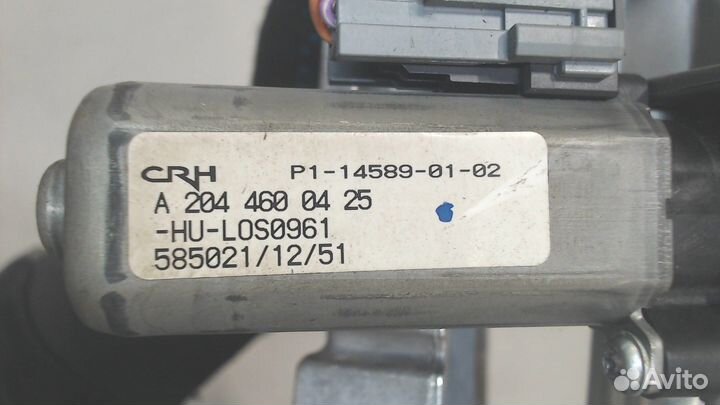 CRH P1-14589-01-02
A 204 460 04 25
-HU-LOS0961
585021/12/51
Avito